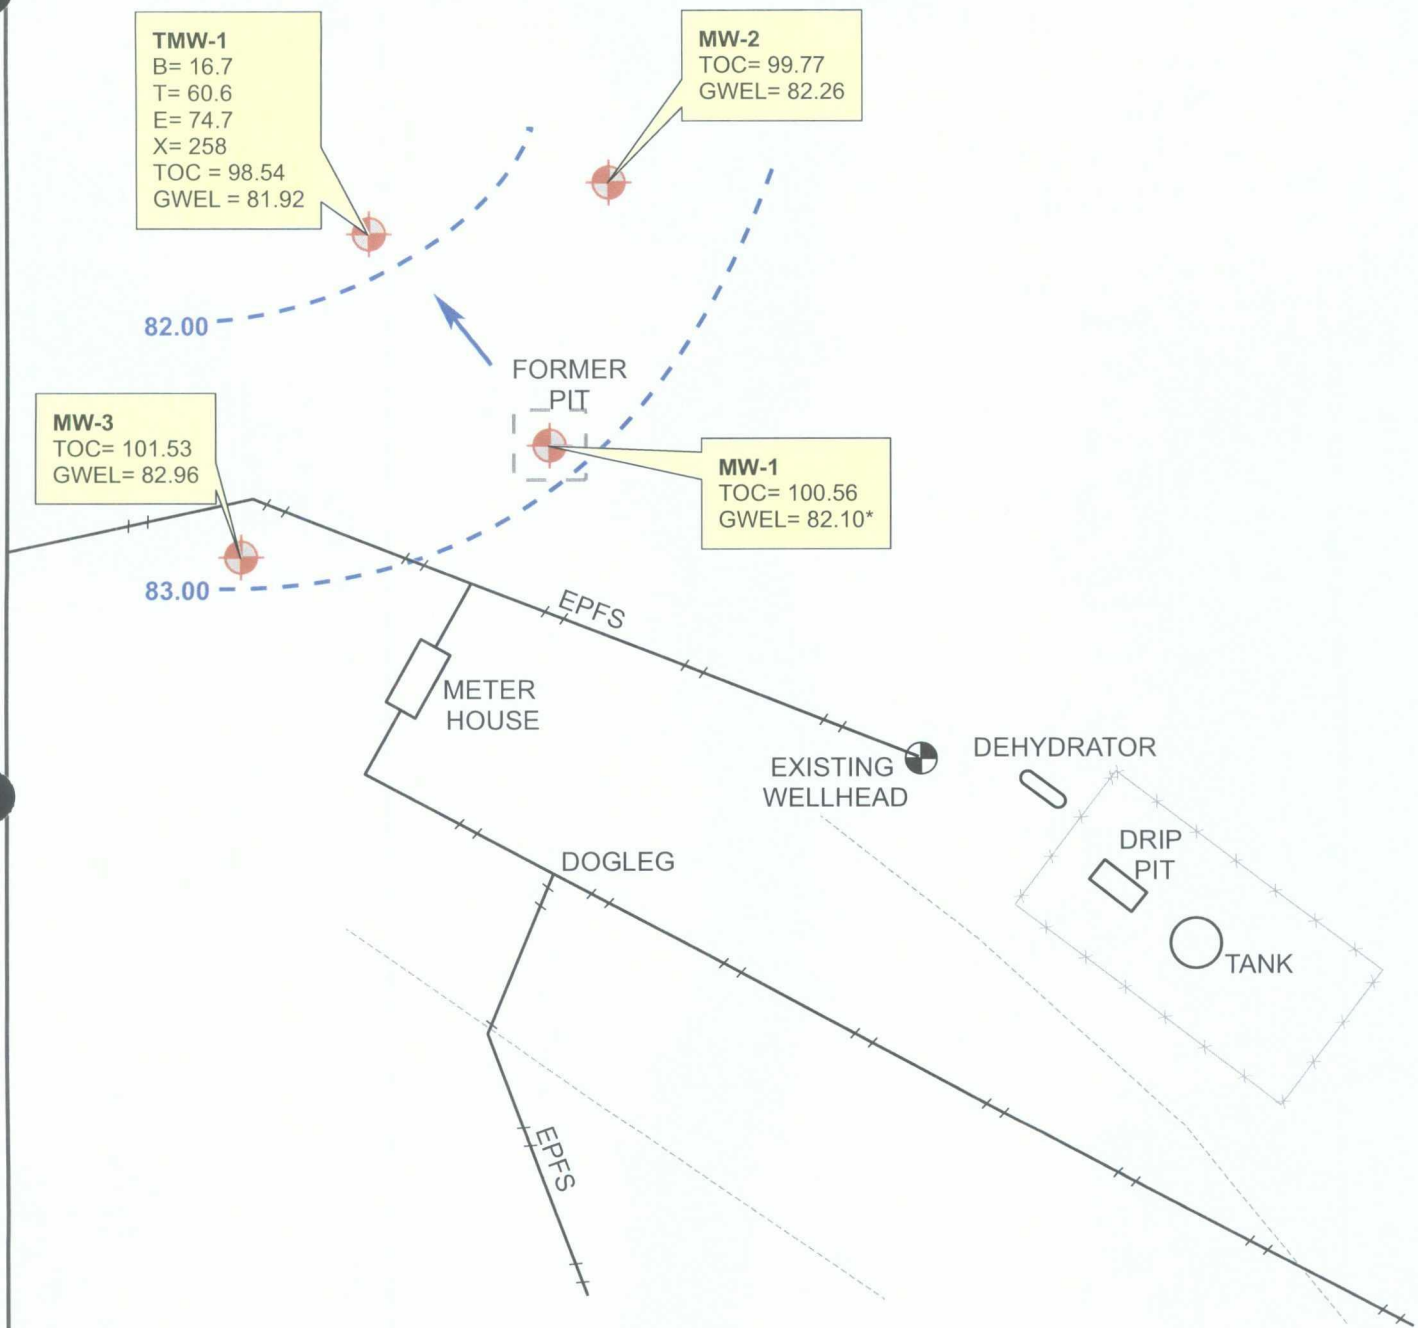 TMW-1
B= 16.7
T= 60.6
E= 74.7
X= 258
TOC = 98.54
GWEL = 81.92
MW-2
TOC= 99.77
GWEL= 82.26
82.00
FORMER
PIT
MW-3
TOC= 101.53
GWEL= 82.96
MW-1
TOC= 100.56
GWEL= 82.10*
83.00
EPFS
METER
HOUSE
EXISTING
WELLHEAD
DEHYDRATOR
DRIP
PIT
DOGLEG
TANK
EPFS